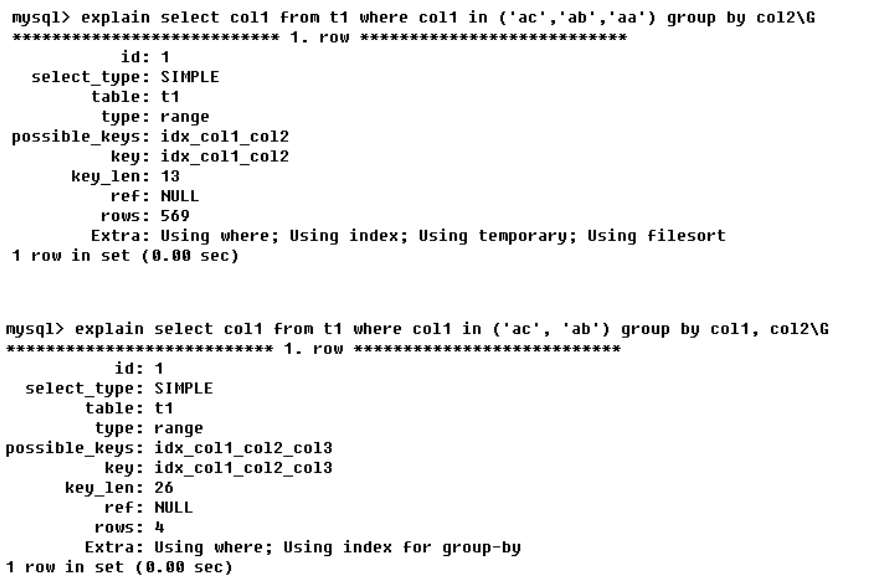 mysql> explain select col1 from t1 where col1 in ('ac','ab','aa') group by col2\G
*************************** 1. row ***************************
id: 1
select_type: SIMPLE
table: t1
type: range
possible_keys: idx_col1_col2
key: idx_col1_col2
key_len: 13
ref: NULL
rows: 569
Extra: Using where; Using index; Using temporary; Using filesort
1 row in set (0.00 sec)
mysql> explain select col1 from t1 where col1 in ('ac', 'ab') group by col1, col2\G
*************************** 1. row ***************************
id: 1
select_type: SIMPLE
table: t1
type: range
possible_keys: idx_col1_col2_col3
key: idx_col1_col2_col3
key_len: 26
ref: NULL
rows: 4
Extra: Using where; Using index for group-by
1 row in set (0.00 sec)